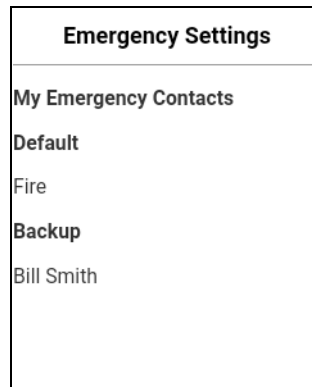 Emergency Settings
My Emergency Contacts
Default
Fire
Backup
Bill Smith